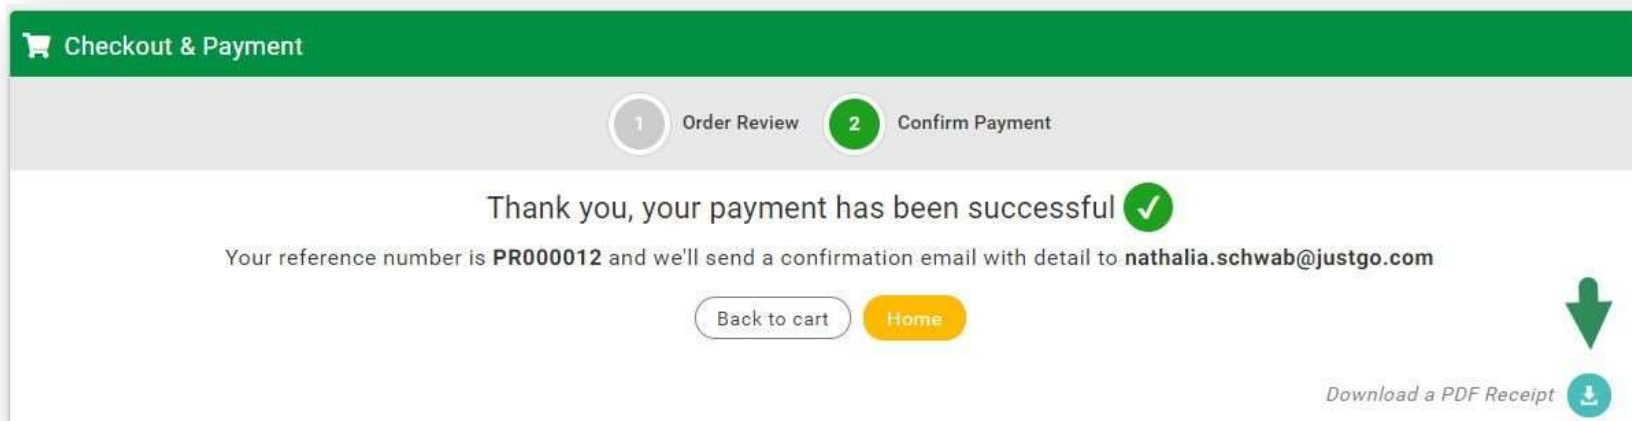 Checkout & Payment
1 Order Review 2 Confirm Payment
Thank you, your payment has been successful
Your reference number is PR000012 and we'll send a confirmation email with detail to nathalia.schwab@justgo.com
Back to cart Home
Download a PDF Receipt